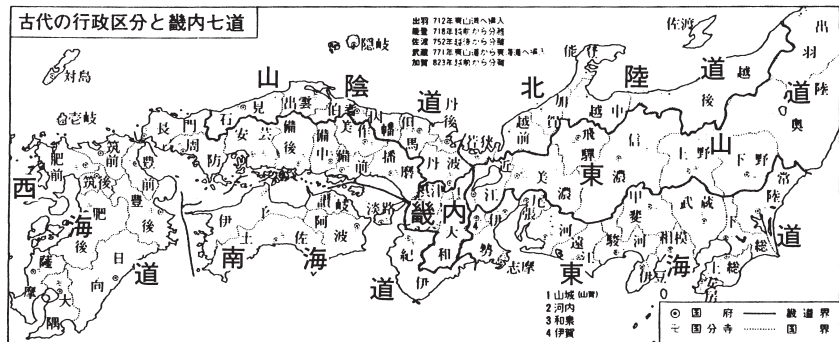 古代の行政区分と畿内七道
出羽 712年東山道へ編入
能登 718年越前から分離
佐渡 752年越後から分離
武蔵 771年東山道から東海道へ編入
加賀 823年越前から分離
山陰道
北陸道
東山道
東海道
南海道
西海道
畿内
対島
壱岐
隠岐
佐渡
出羽
陸奥
能登
越後
越中
加賀
越前
若狭
丹後
丹波
但馬
因幡
伯耆
出雲
石見
長門
周防
安芸
備後
備中
備前
美作
播磨
淡路
讃岐
阿波
土佐
伊予
紀伊
大和
筑前
筑後
豊前
豊後
肥前
肥後
日向
大隅
薩摩
近江
美濃
飛驒
信濃
上野
下野
常陸
下総
上総
安房
武蔵
相模
甲斐
伊豆
駿河
遠江
三河
尾張
伊勢
志摩
1 山城(山背)
2 河内
3 和泉
4 伊賀
国府
国分寺
畿道界
国界